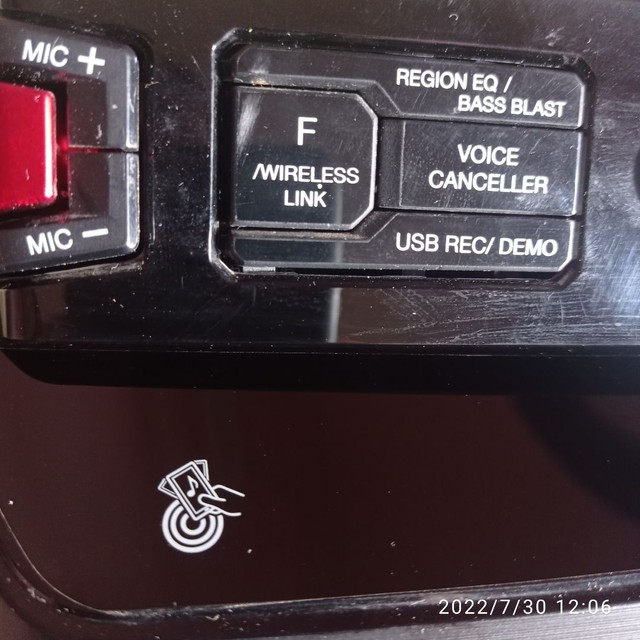 MIC +
MIC −
F
/WIRELESS
LINK
REGION EQ /
BASS BLAST
VOICE
CANCELLER
USB REC/ DEMO
2022/7/30 12:06